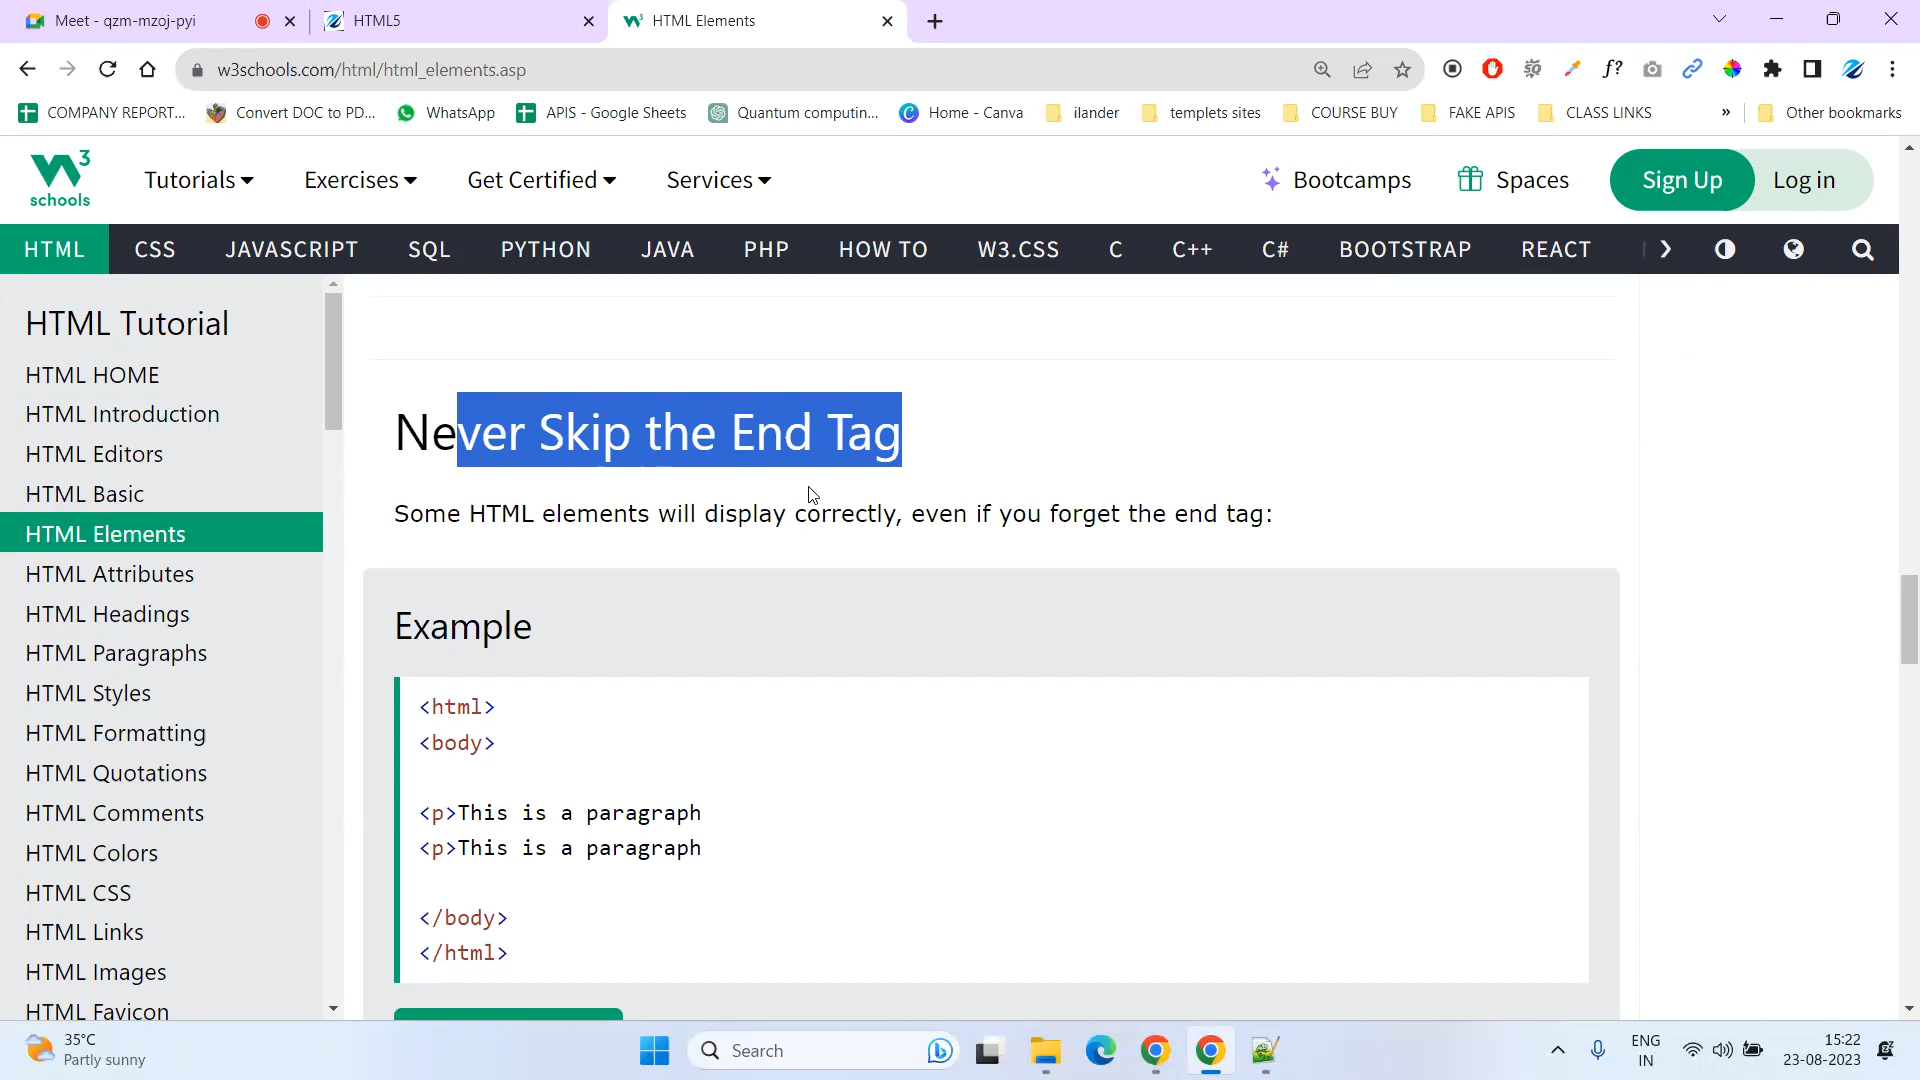 Meet - qzm-mzoj-pyi
HTML5
HTML Elements
w3schools.com/html/html_elements.asp
COMPANY REPORT...
Convert DOC to PD...
WhatsApp
APIS - Google Sheets
Quantum computin...
Home - Canva
ilander
templets sites
COURSE BUY
FAKE APIS
CLASS LINKS
»
Other bookmarks
W3 schools
Tutorials
Exercises
Get Certified
Services
Bootcamps
Spaces
Sign Up
Log in
HTML
CSS
JAVASCRIPT
SQL
PYTHON
JAVA
PHP
HOW TO
W3.CSS
C
C++
C#
BOOTSTRAP
REACT
HTML Tutorial
HTML HOME
HTML Introduction
HTML Editors
HTML Basic
HTML Elements
HTML Attributes
HTML Headings
HTML Paragraphs
HTML Styles
HTML Formatting
HTML Quotations
HTML Comments
HTML Colors
HTML CSS
HTML Links
HTML Images
HTML Favicon
Never Skip the End Tag
Some HTML elements will display correctly, even if you forget the end tag:
Example
<html>
<body>
<p>This is a paragraph
<p>This is a paragraph
</body>
</html>
35°C
Partly sunny
Search
ENG
IN
15:22
23-08-2023